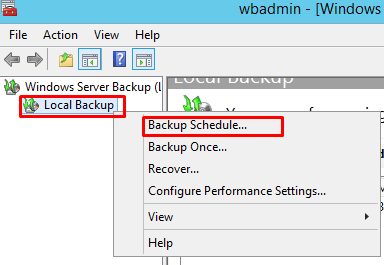 wbadmin - [Windows
File Action View Window Help
Windows Server Backup (L
Local Backup
Local Backup
Backup Schedule...
Backup Once...
Recover...
Configure Performance Settings...
View
Help